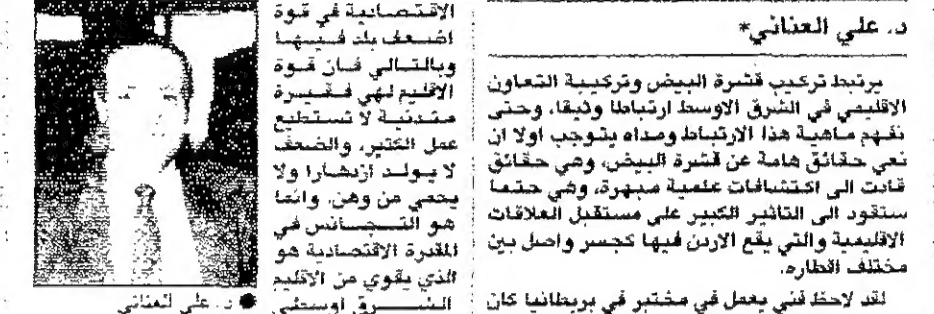 د. علي العناني*
يرتبط تركيب قشرة البيض وتركيبة التعاون
الاقليمي في الشرق الاوسط ارتباطا وثيقا، وحتى
نفهم ماهية هذا الارتباط ومداه يتوجب اولا ان
نعي حقائق هامة عن قشرة البيض، وهي حقائق
قابت الى اكتشافات علمية مبهرة، وهي حتما
ستقود الى التاثير الكبير على مستقبل العلاقات
الاقليمية والتي يقع الاردن فيها كجسر واصل بين
مختلف اقطاره.
لقد لاحظ فني يعمل في مختبر في بريطانيا كان
الاقتصادية في قوة
اضعف بلد فيها
وبالتالي فان قوة
الاقليم لهي فقيرة
متدنية لا تستطيع
عمل الكثير، والضعف
لا يولد ازدهارا ولا
يحمي من وهن. وانما
هو التجانس في
المقدرة الاقتصادية هو
الذي يقوي من الاقليم
الشرق اوسطي
● د. علي العناني